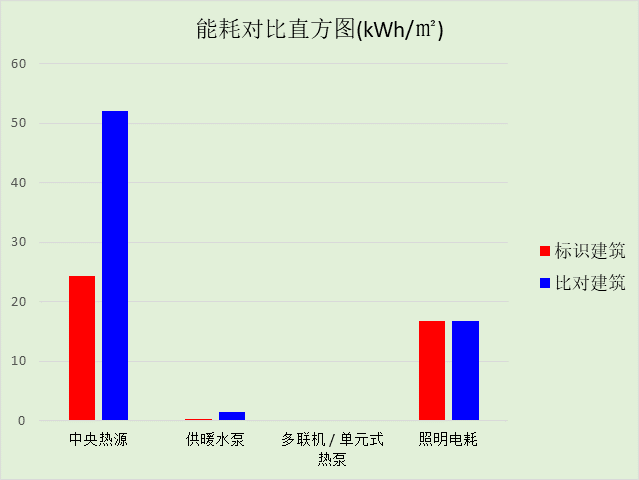 能耗对比直方图(kWh/㎡)
60
50
40
30
20
10
0
标识建筑
比对建筑
中央热源
供暖水泵
多联机 / 单元式
热泵
照明电耗